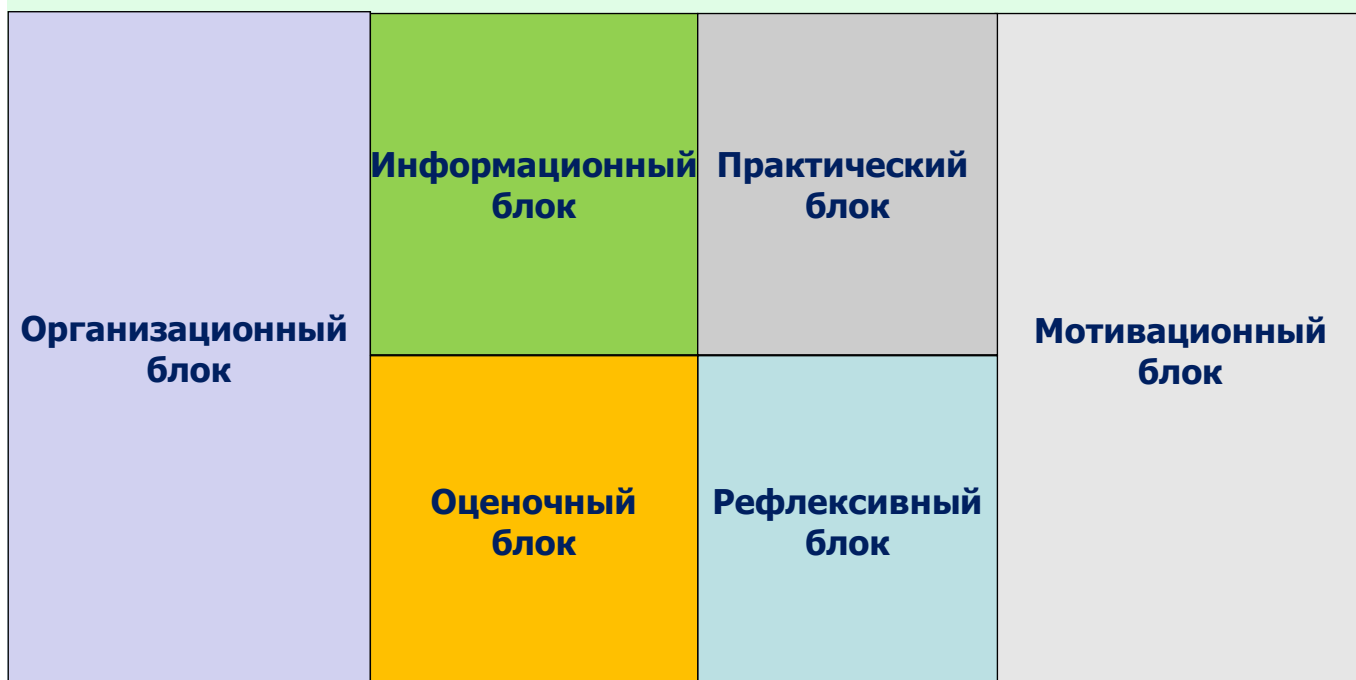 Организационный
блок
Информационный
блок
Практический
блок
Оценочный
блок
Рефлексивный
блок
Мотивационный
блок